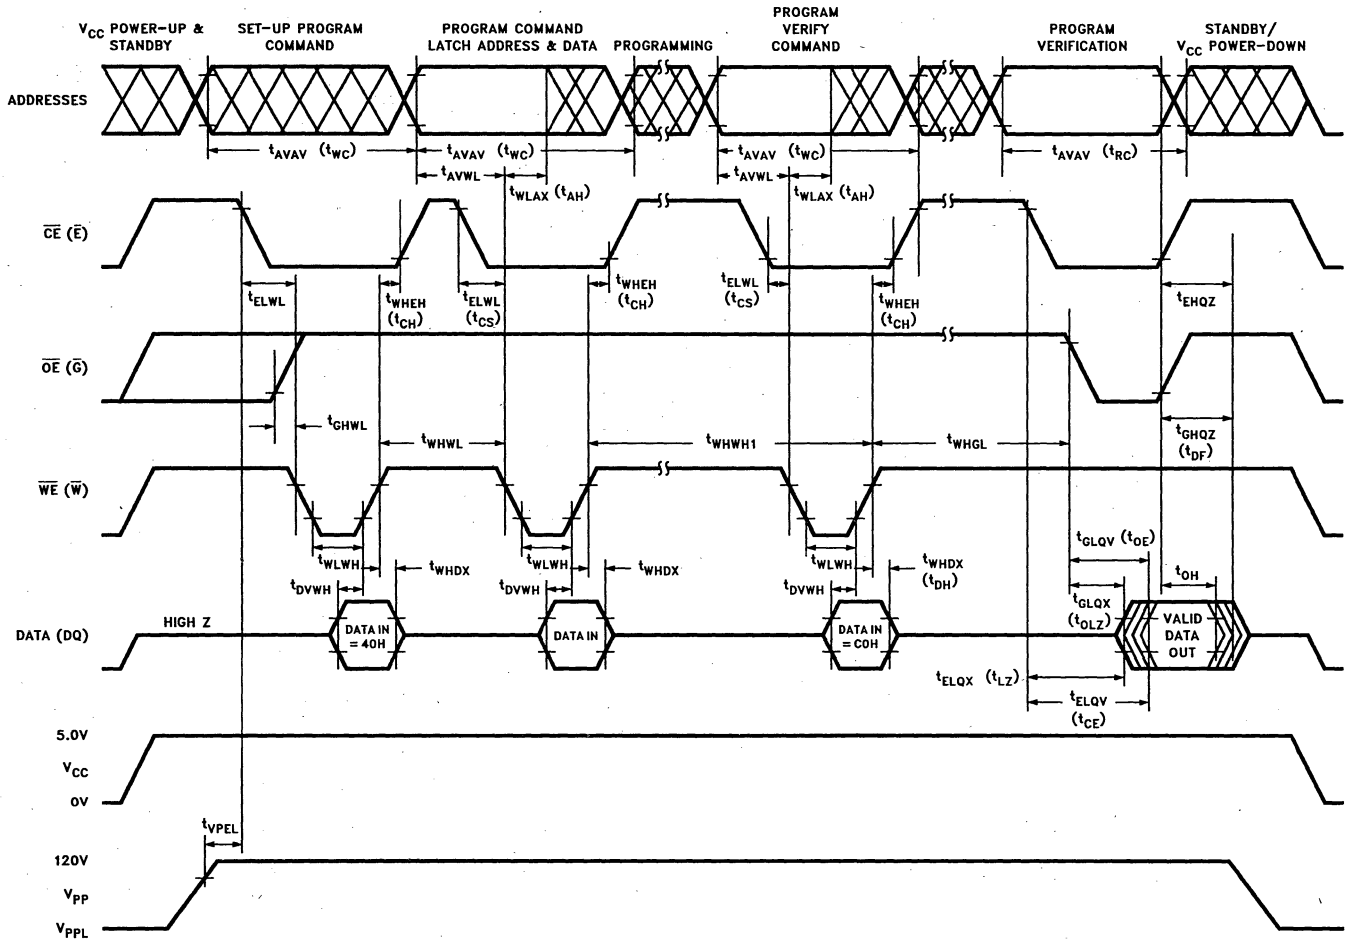 VCC POWER-UP & STANDBY
SET-UP PROGRAM COMMAND
PROGRAM COMMAND LATCH ADDRESS & DATA
PROGRAMMING
PROGRAM VERIFY COMMAND
PROGRAM VERIFICATION
STANDBY/ VCC POWER-DOWN
ADDRESSES
tAVAV (tWC)
tAVAV (tWC)
tAVAV (tWC)
tAVAV (tRC)
tAVWL
tWLAX (tAH)
tAVWL
tWLAX (tAH)
C̅E̅ (E̅)
tELWL
tWHEH (tCH)
tELWL (tCS)
tWHEH (tCH)
tELWL (tCS)
tWHEH (tCH)
tEHQZ
O̅E̅ (G̅)
tGHWL
tWHWL
tWHWH1
tWHGL
tGHQZ (tDF)
W̅E̅ (W̅)
tWLWH
tWHDX
tWLWH
tWHDX
tWLWH
tWHDX (tDH)
tGLQV (tOE)
tDVWH
tDVWH
tDVWH
tGLQX (tOLZ)
tOH
DATA (DQ)
HIGH Z
DATA IN = 40H
DATA IN
DATA IN = C0H
VALID DATA OUT
tELQX (tLZ)
tELQV (tCE)
5.0V
VCC
0V
tVPEL
120V
VPP
VPPL